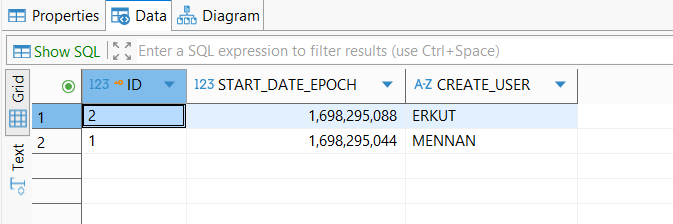 Properties Data Diagram
Show SQL Enter a SQL expression to filter results (use Ctrl+Space)
Grid
Text
123 ID 123 START_DATE_EPOCH A-Z CREATE_USER
1 2 1,698,295,088 ERKUT
2 1 1,698,295,044 MENNAN